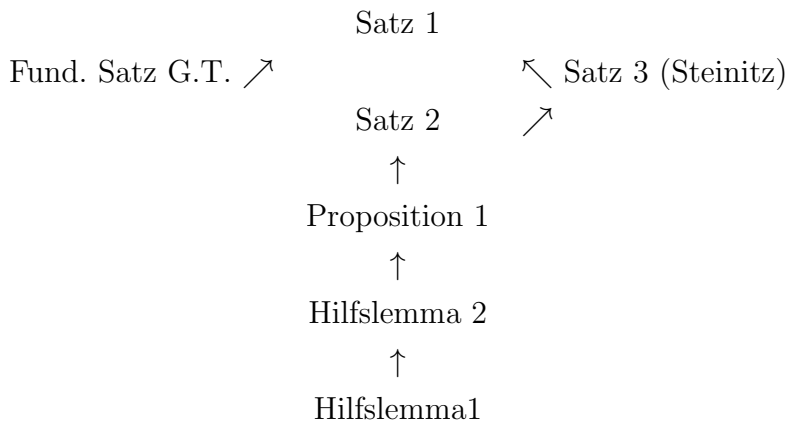 Satz 1
Fund. Satz G.T. ↗ ↖ Satz 3 (Steinitz)
Satz 2 ↗
↑
Proposition 1
↑
Hilfslemma 2
↑
Hilfslemma1